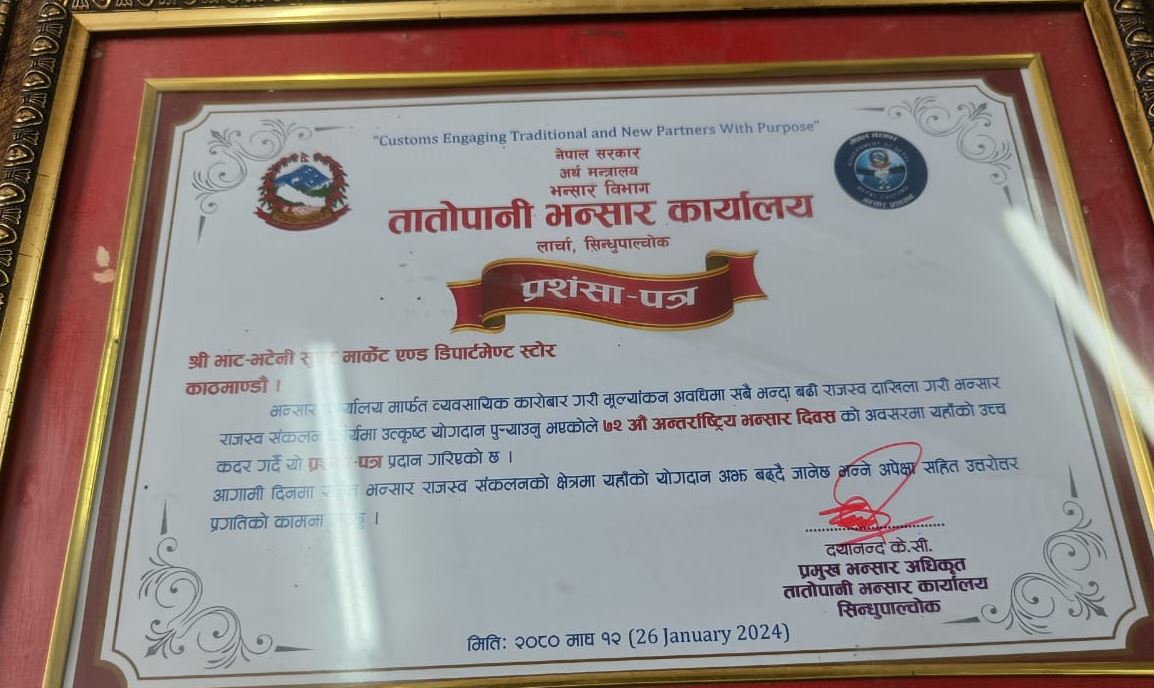 "Customs Engaging Traditional and New Partners With Purpose"
नेपाल सरकार
अर्थ मन्त्रालय
भन्सार विभाग
तातोपानी भन्सार कार्यालय
लार्चा, सिन्धुपाल्चोक
प्रशंसा-पत्र
श्री भाट-भटेनी मार्केट एण्ड डिपार्टमेण्ट स्टोर
काठमाण्डौ ।
भन्सार कार्यालय मार्फत व्यवसायिक कारोबार गरी मूल्यांकन अवधिमा सबै भन्दा बढी राजस्व दाखिला गरी भन्सार
राजस्व संकलन कार्यमा उत्कृष्ट योगदान पुऱ्याउनु भएकोले ७२ औं अन्तर्राष्ट्रिय भन्सार दिवस को अवसरमा यहाँको उच्च
कदर गर्दै यो प्रशंसा-पत्र प्रदान गरिएको छ ।
आगामी दिनमा भन्सार राजस्व संकलनको क्षेत्रमा यहाँको योगदान अझ बढ्दै जानेछ भन्ने अपेक्षा सहित उत्तरोत्तर
प्रगतिको कामना ।
दयानन्द के.सी.
प्रमुख भन्सार अधिकृत
तातोपानी भन्सार कार्यालय
सिन्धुपाल्चोक
मिति: २०८० माघ १२ (26 January 2024)